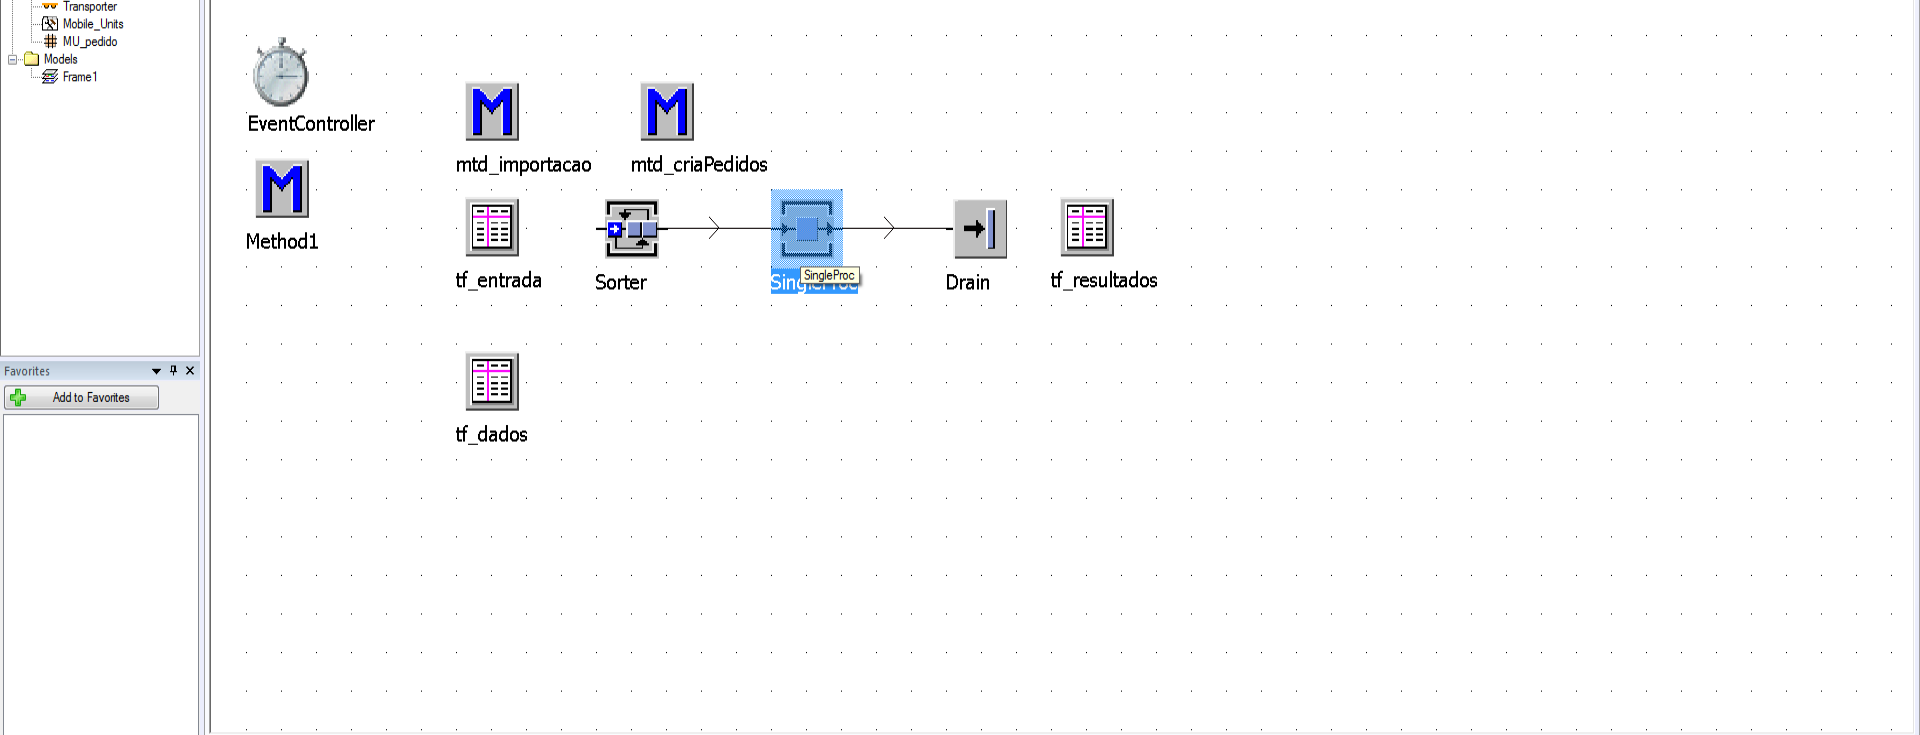 Transporter
Mobile_Units
MU_pedido
Models
Frame1
Favorites
Add to Favorites
EventController
mtd_importacao
mtd_criaPedidos
Method1
tf_entrada
Sorter
SingleProc
Drain
tf_resultados
tf_dados